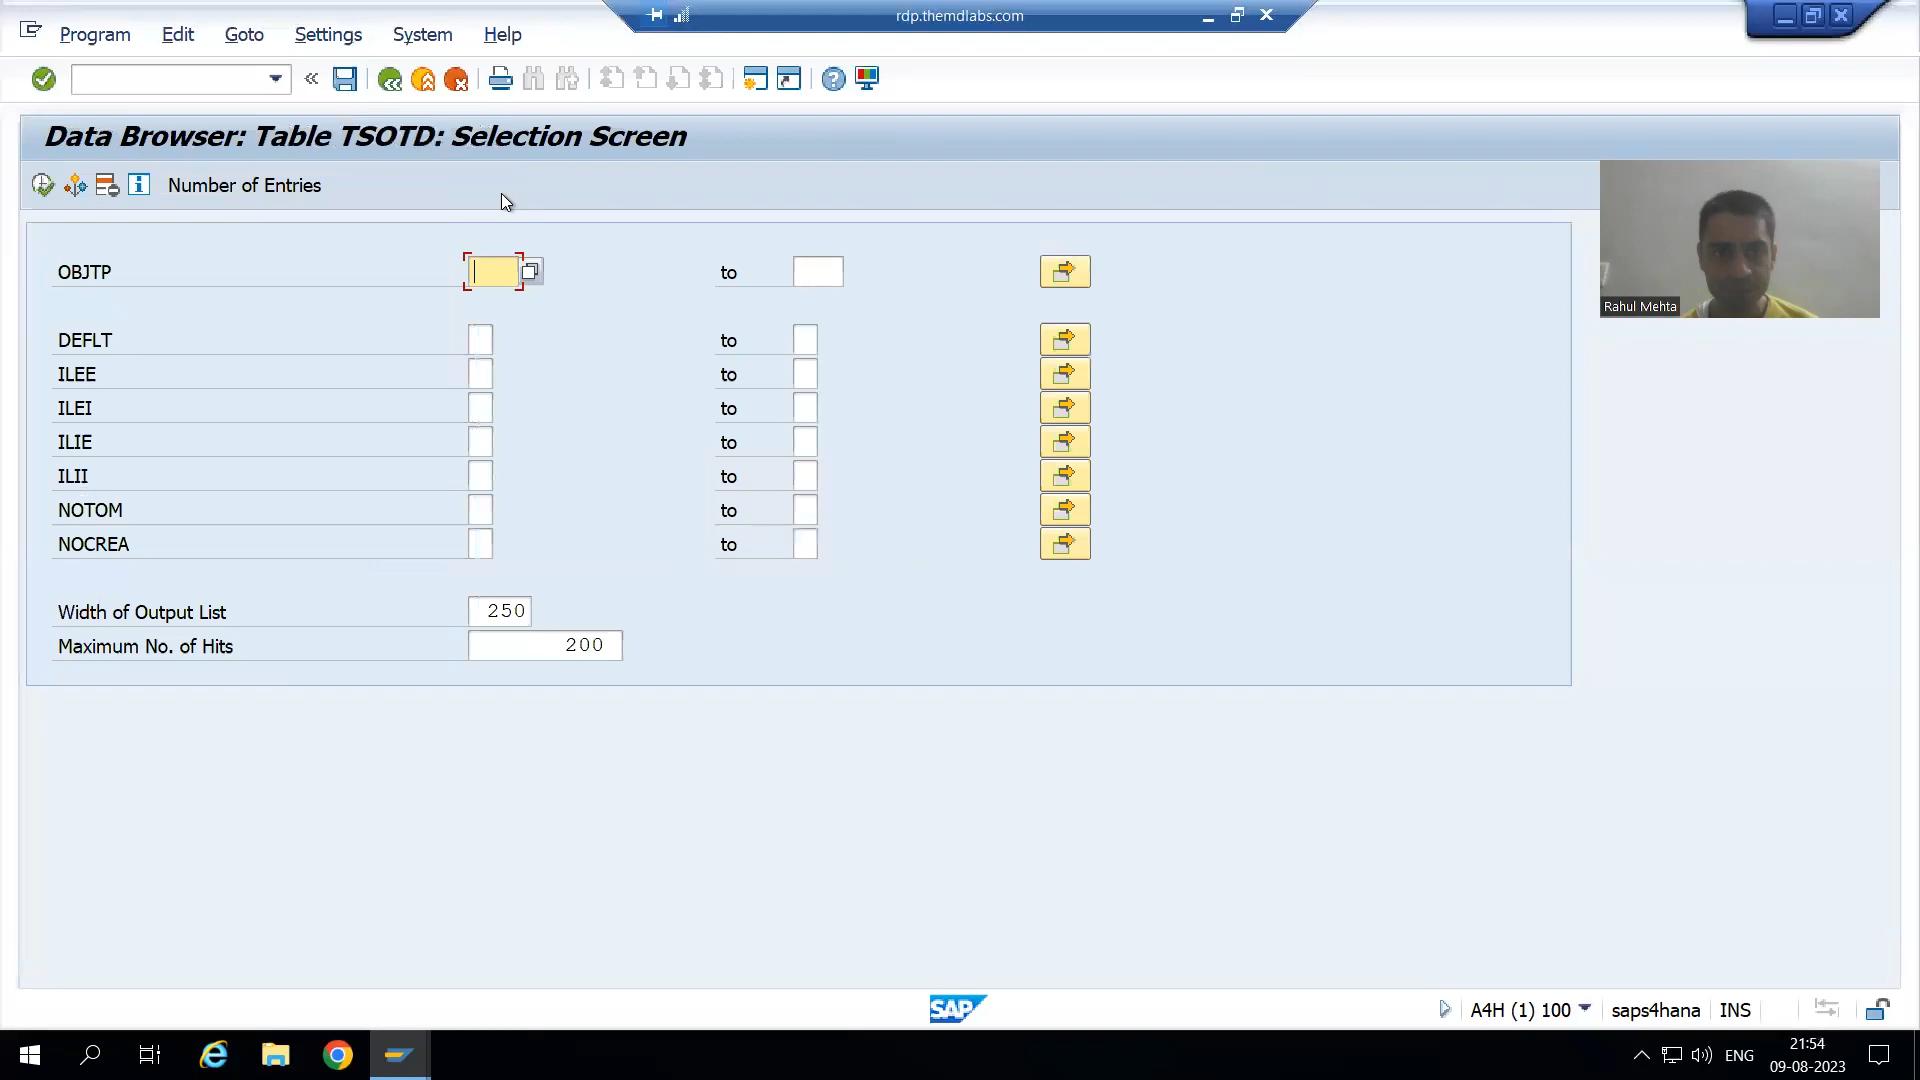 rdp.themdlabs.com
Program Edit Goto Settings System Help
Data Browser: Table TSOTD: Selection Screen
Number of Entries
OBJTP to
Rahul Mehta
DEFLT to
ILEE to
ILEI to
ILIE to
ILII to
NOTOM to
NOCREA to
Width of Output List 250
Maximum No. of Hits 200
SAP A4H (1) 100 saps4hana INS
21:54
ENG
09-08-2023